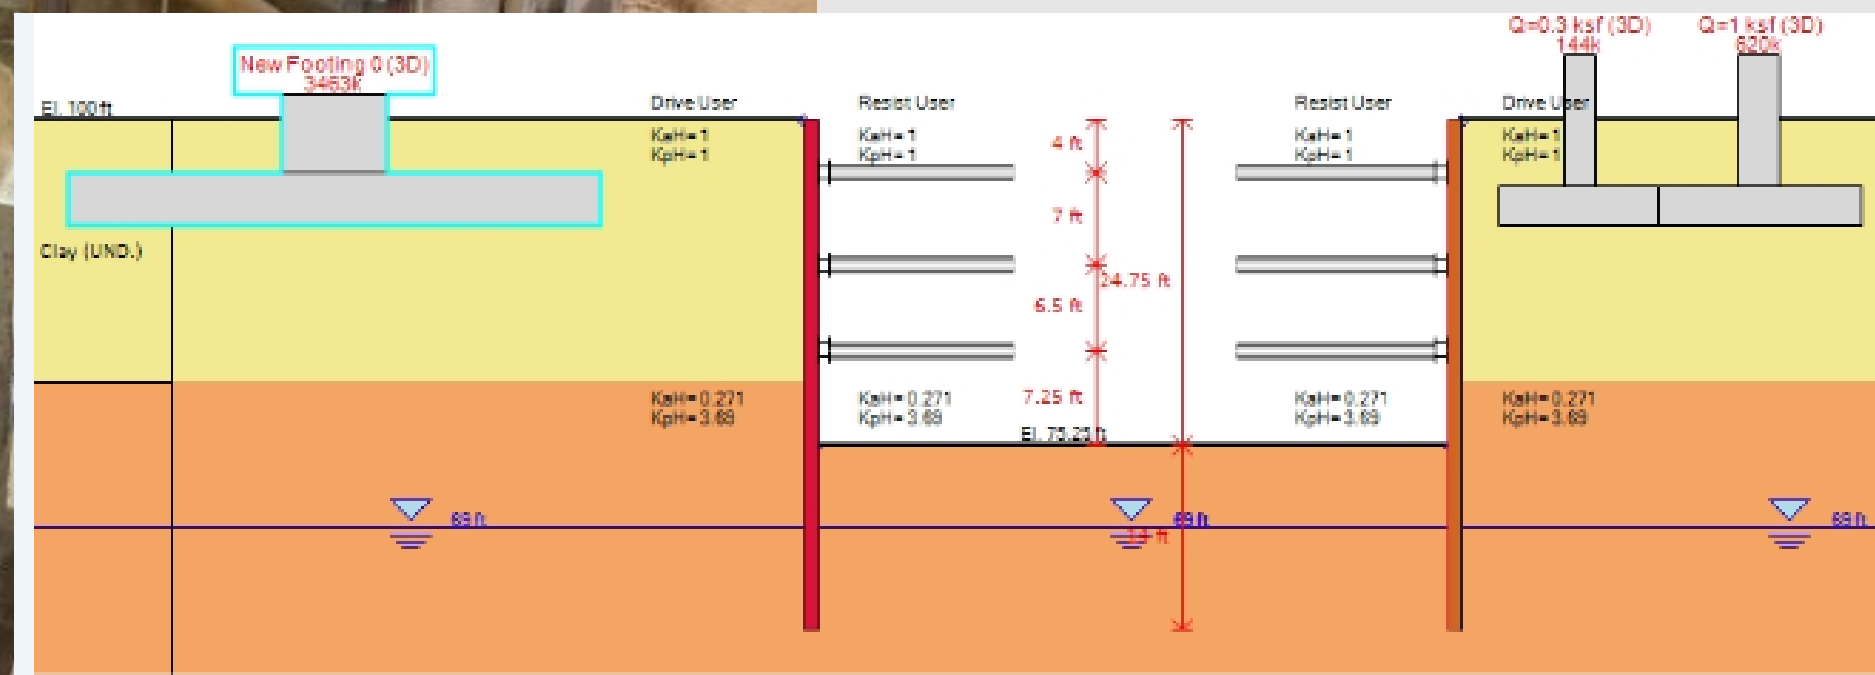 Q=0.3 ksf (3D)
144k
Q=1 ksf (3D)
620k
New Footing 0 (3D)
3463k
El. 100 ft
Drive User
KaH= 1
KpH= 1
Resist User
KaH= 1
KpH= 1
4 ft
Resist User
KaH= 1
KpH= 1
Drive User
KaH= 1
KpH= 1
7 ft
Clay (UND.)
24.75 ft
6.5 ft
KaH= 0.271
KpH= 3.69
KaH= 0.271
KpH= 3.69
7.25 ft
KaH= 0.271
KpH= 3.69
KaH= 0.271
KpH= 3.69
El. 75.25 ft
69 ft
69 ft
69 ft
14 ft